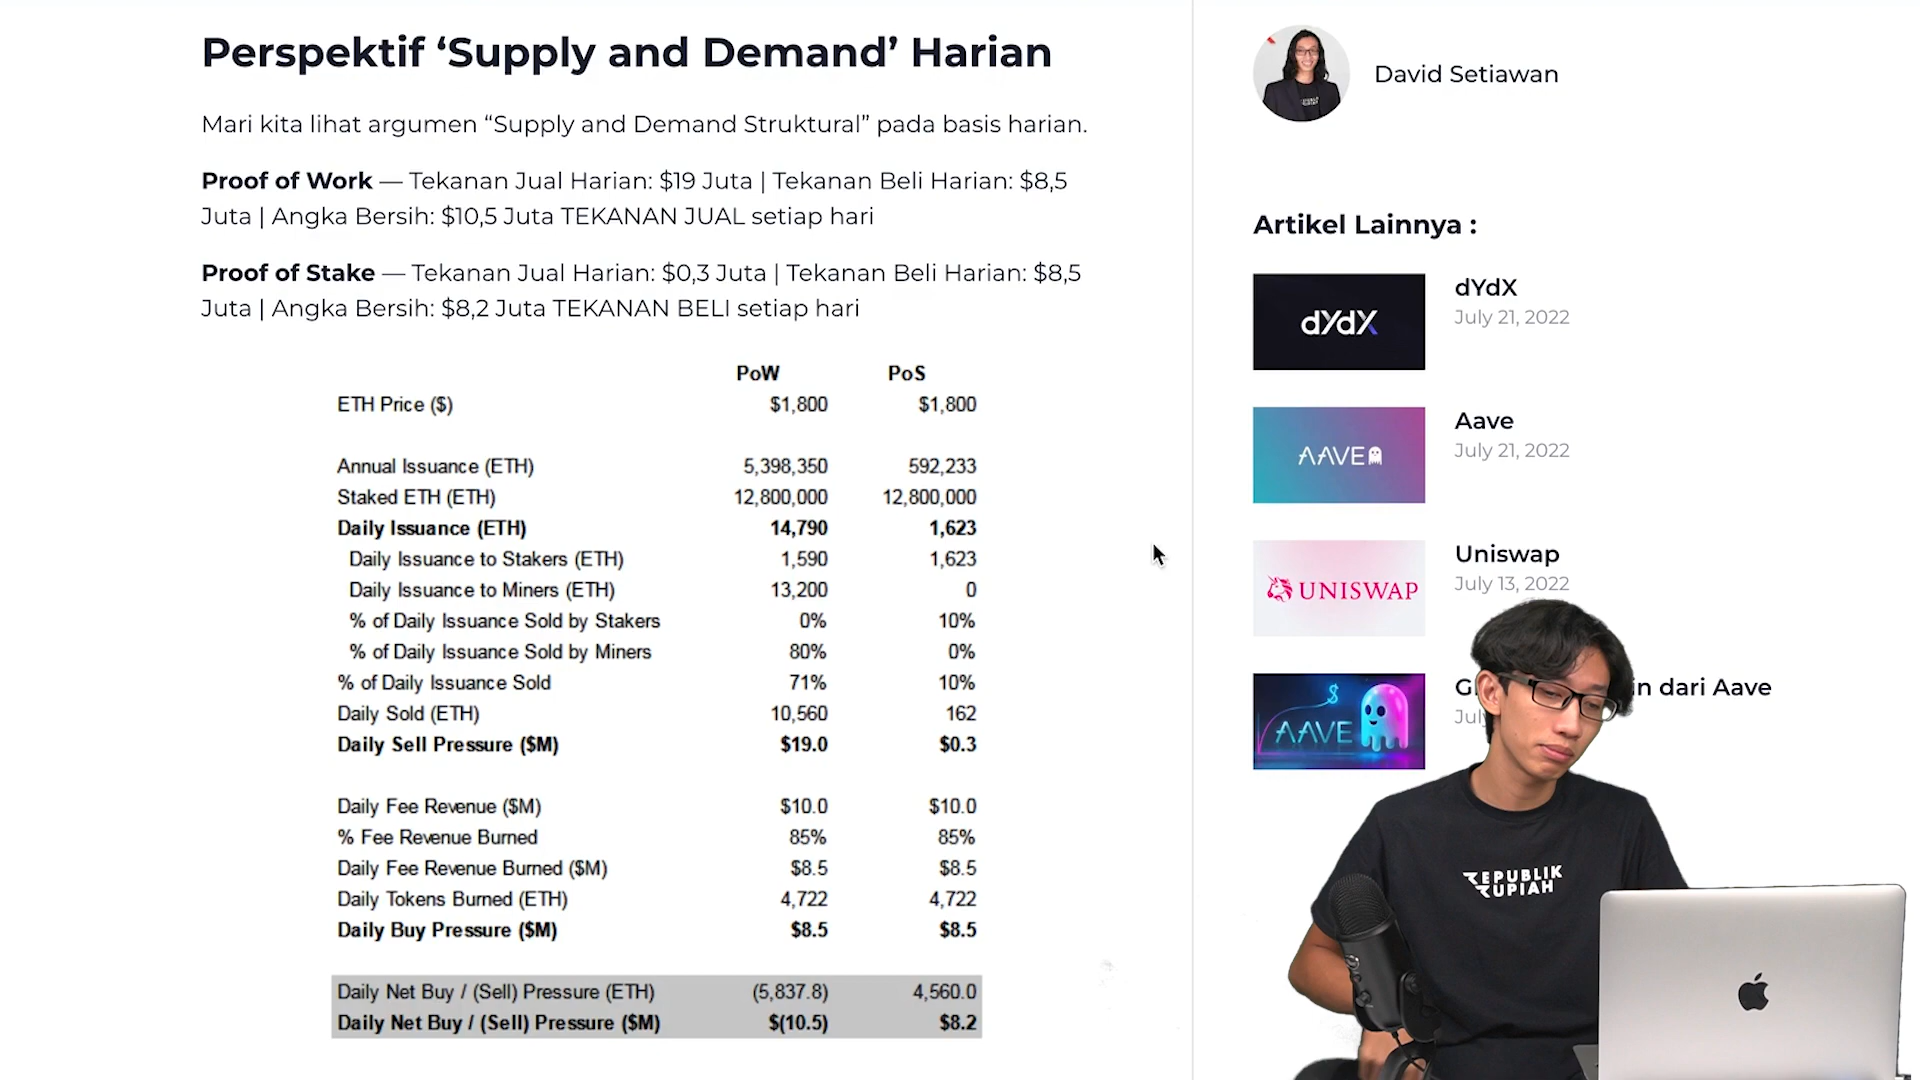 Perspektif ‘Supply and Demand’ Harian
Mari kita lihat argumen “Supply and Demand Struktural” pada basis harian.
Proof of Work — Tekanan Jual Harian: $19 Juta | Tekanan Beli Harian: $8,5
Juta | Angka Bersih: $10,5 Juta TEKANAN JUAL setiap hari
Proof of Stake — Tekanan Jual Harian: $0,3 Juta | Tekanan Beli Harian: $8,5
Juta | Angka Bersih: $8,2 Juta TEKANAN BELI setiap hari
PoW PoS
ETH Price ($) $1,800 $1,800
Annual Issuance (ETH) 5,398,350 592,233
Staked ETH (ETH) 12,800,000 12,800,000
Daily Issuance (ETH) 14,790 1,623
Daily Issuance to Stakers (ETH) 1,590 1,623
Daily Issuance to Miners (ETH) 13,200 0
% of Daily Issuance Sold by Stakers 0% 10%
% of Daily Issuance Sold by Miners 80% 0%
% of Daily Issuance Sold 71% 10%
Daily Sold (ETH) 10,560 162
Daily Sell Pressure ($M) $19.0 $0.3
Daily Fee Revenue ($M) $10.0 $10.0
% Fee Revenue Burned 85% 85%
Daily Fee Revenue Burned ($M) $8.5 $8.5
Daily Tokens Burned (ETH) 4,722 4,722
Daily Buy Pressure ($M) $8.5 $8.5
Daily Net Buy / (Sell) Pressure (ETH) (5,837.8) 4,560.0
Daily Net Buy / (Sell) Pressure ($M) $(10.5) $8.2
David Setiawan
Artikel Lainnya :
dYdX
dYdX
July 21, 2022
AAVE
Aave
July 21, 2022
UNISWAP
Uniswap
July 13, 2022
AAVE
dari Aave
REPUBLIK
RUPIAH